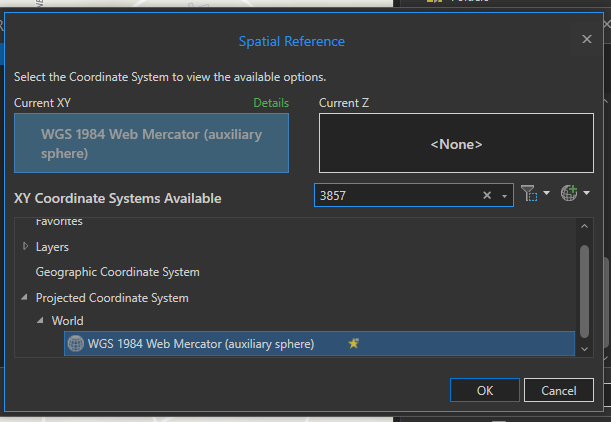 Spatial Reference
Select the Coordinate System to view the available options.
Current XY
Details
Current Z
WGS 1984 Web Mercator (auxiliary
sphere)
<None>
XY Coordinate Systems Available
3857
Favorites
Layers
Geographic Coordinate System
Projected Coordinate System
World
WGS 1984 Web Mercator (auxiliary sphere)
OK
Cancel